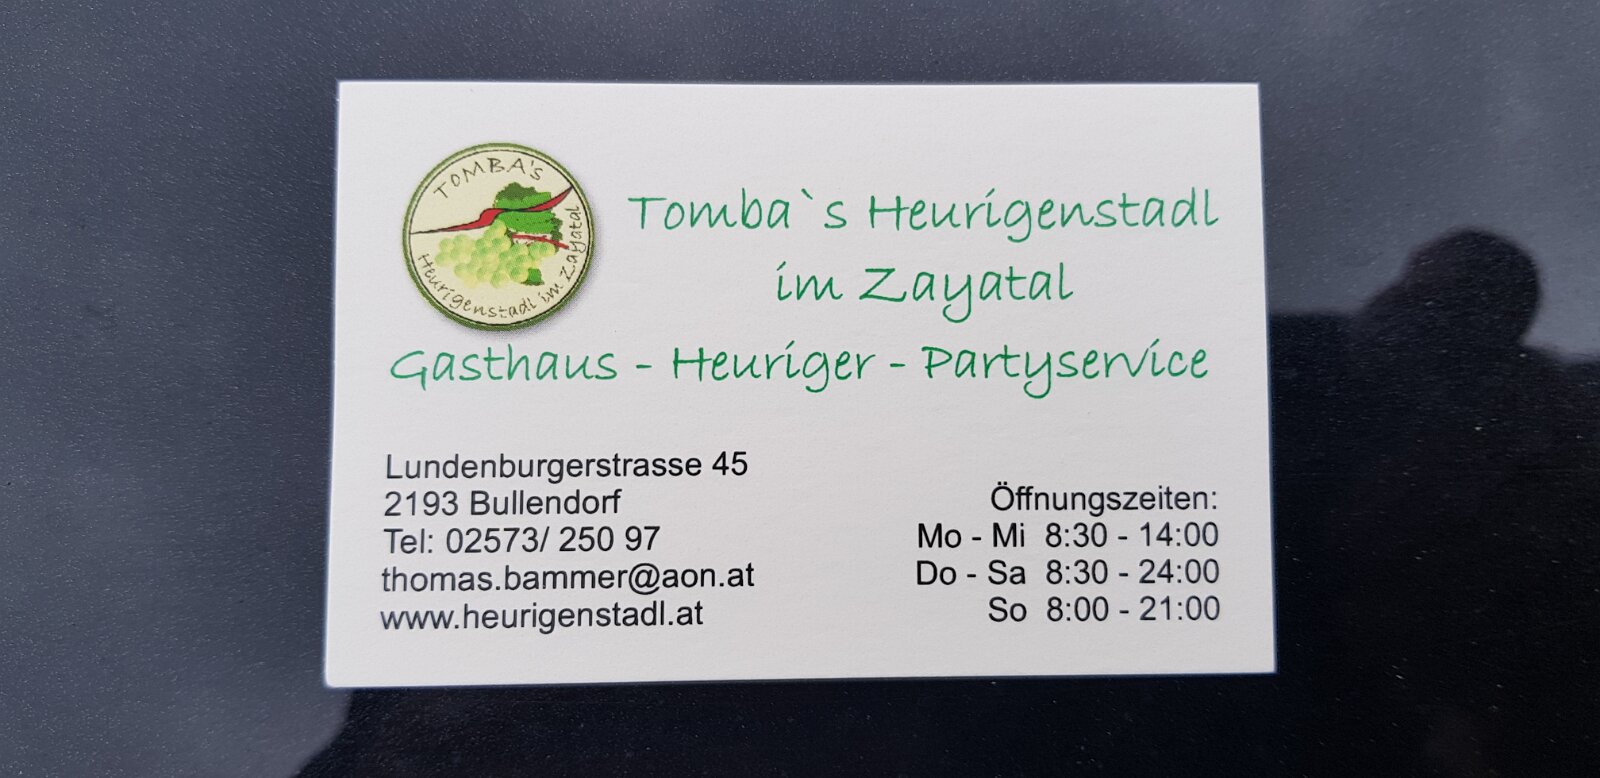 TOMBA'S
Heurigenstadl im Zayatal
Tomba`s Heurigenstadl
im Zayatal
Gasthaus - Heuriger - Partyservice
Lundenburgerstrasse 45
2193 Bullendorf
Tel: 02573/ 250 97
thomas.bammer@aon.at
www.heurigenstadl.at
Öffnungszeiten:
Mo - Mi 8:30 - 14:00
Do - Sa 8:30 - 24:00
So 8:00 - 21:00